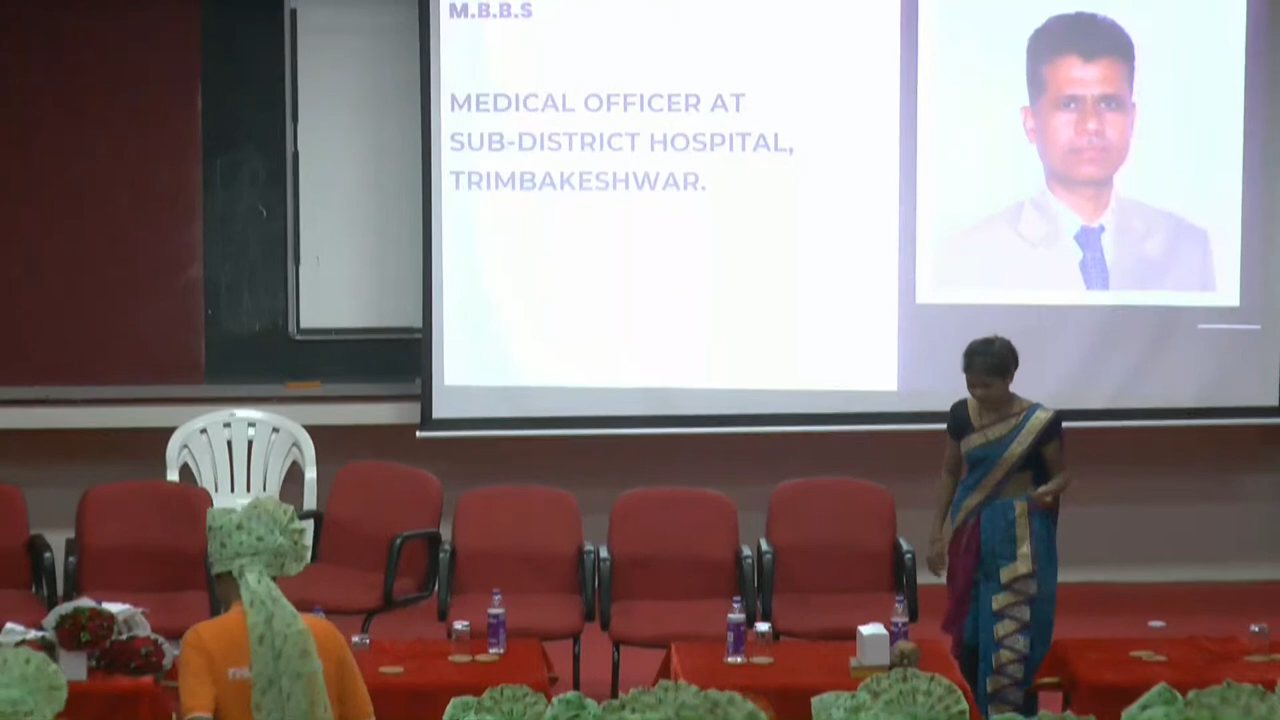 M.B.B.S
MEDICAL OFFICER AT
SUB-DISTRICT HOSPITAL,
TRIMBAKESHWAR.